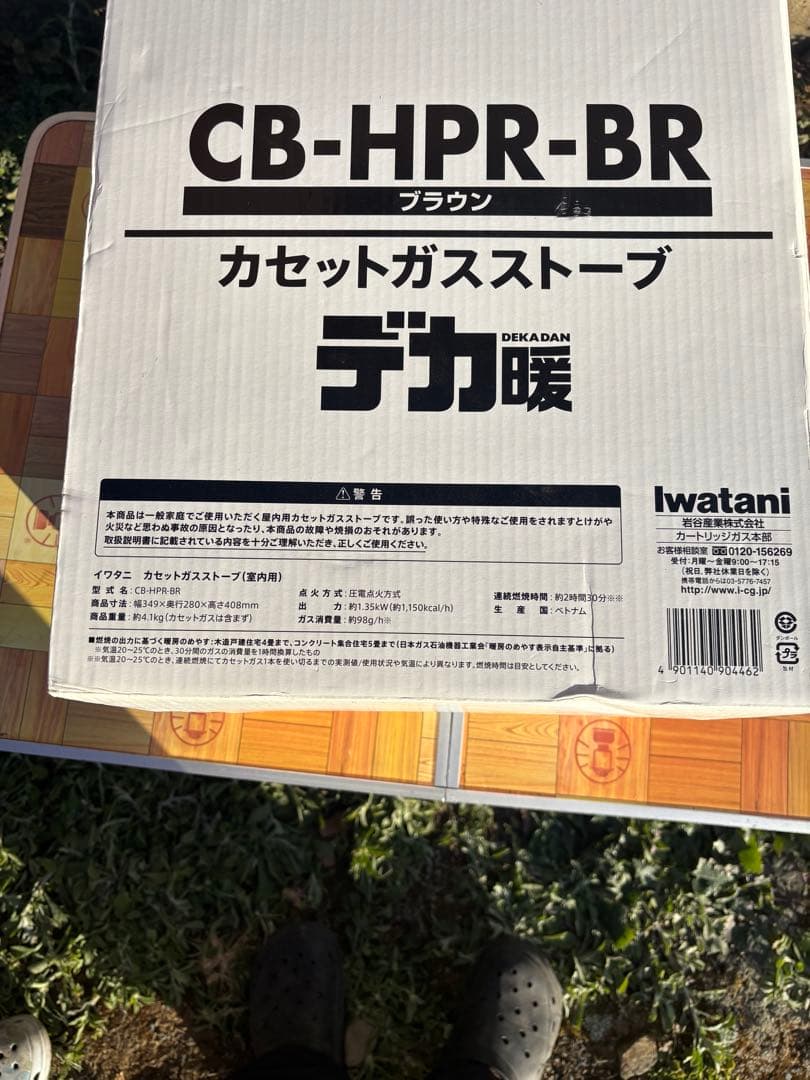 CB-HPR-BR
ブラウン
カセットガスストーブ
デカ暖
DEKADAN
⚠警告
本商品は一般家庭でご使用いただく屋内用カセットガスストーブです。誤った使い方や特殊なご使用をされますとけがや
火災など思わぬ事故の原因となったり、本商品の故障や焼損のおそれがあります。
取扱説明書に記載されている内容を十分ご理解いただき、正しくご使用ください。
Iwatani
岩谷産業株式会社
カートリッジガス本部
お客様相談室 0120-156269
受付:月曜〜金曜9:00〜17:15
(祝日、弊社休業日を除く)
携帯電話からは03-5776-7457
http://www.i-cg.jp/
イワタニ カセットガスストーブ(室内用)
型式名:CB-HPR-BR
商品寸法:幅349×奥行280×高さ408mm
商品重量:約4.1kg(カセットガスは含まず)
点火方式:圧電点火方式
出力:約1.35kW(約1,150kcal/h)
ガス消費量:約98g/h※
連続燃焼時間:約2時間30分※※
生産国:ベトナム
■燃焼の出力に基づく暖房のめやす:木造戸建住宅4畳まで、コンクリート集合住宅5畳まで(日本ガス石油機器工業会「暖房のめやす表示自主基準」に拠る)
※気温20〜25℃のとき、30分間のガスの消費量を1時間換算したもの
※※気温20〜25℃のとき、連続燃焼にてカセットガス1本を使い切るまでの実測値/使用状況や気温により異なります。燃焼時間は目安としてください。
4 901140 904462
ダンボール
プラ
包材